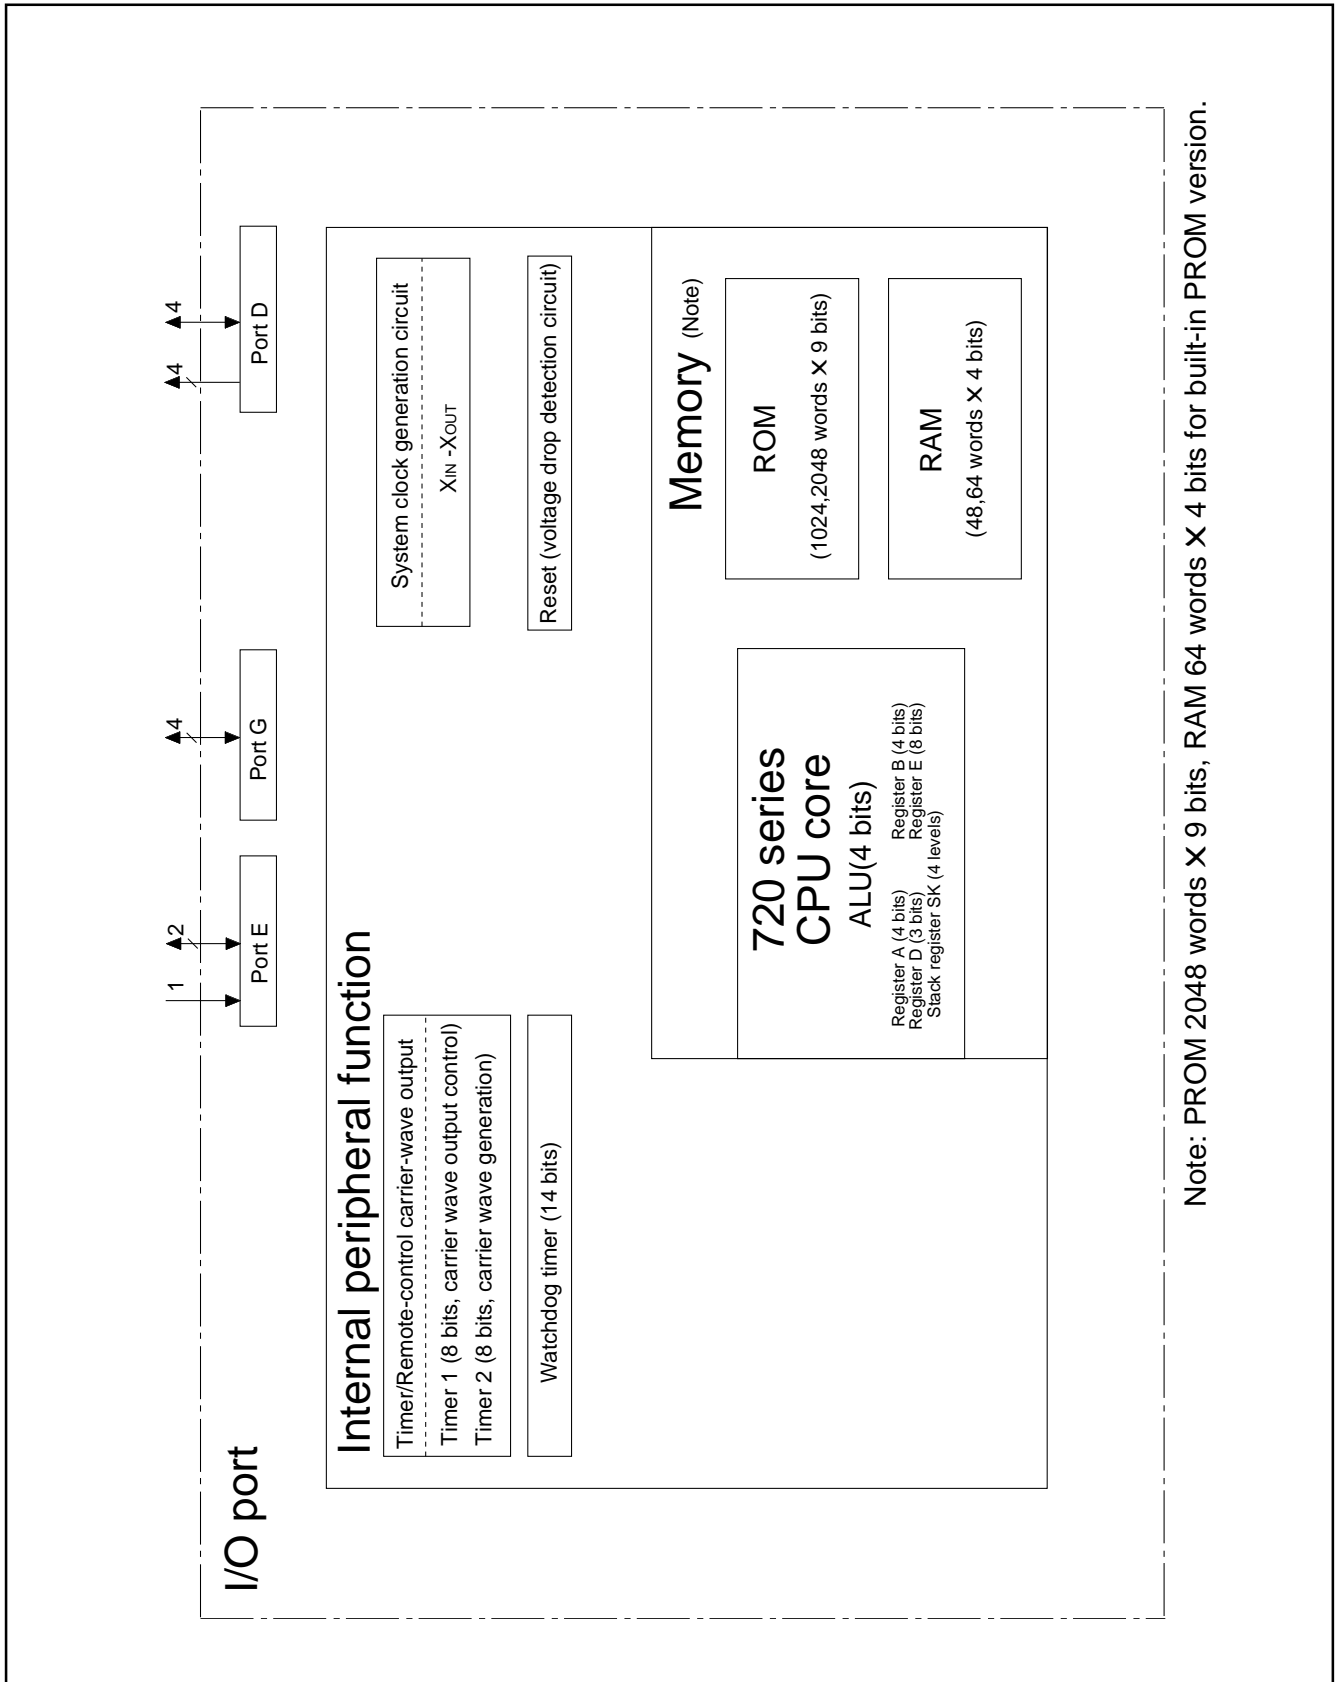 1
2
4
4
4
Port E
Port G
Port D
I/O port
Internal peripheral function
Timer/Remote-control carrier-wave output
Timer 1 (8 bits, carrier wave output control)
Timer 2 (8 bits, carrier wave generation)
Watchdog timer (14 bits)
System clock generation circuit
XIN -XOUT
Reset (voltage drop detection circuit)
720 series
CPU core
ALU(4 bits)
Register A (4 bits) Register B (4 bits)
Register D (3 bits) Register E (8 bits)
Stack register SK (4 levels)
Memory (Note)
ROM
(1024,2048 words X 9 bits)
RAM
(48,64 words X 4 bits)
Note: PROM 2048 words X 9 bits, RAM 64 words X 4 bits for built-in PROM version.